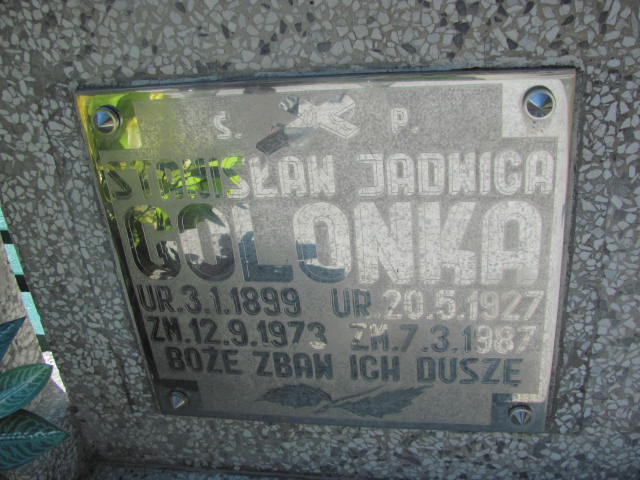 Ś. P.
STANISŁAW JADWIGA
GOLONKA
UR.3.1.1899 UR.20.5.1927
ZM.12.9.1973 ZM.7.3.1987
BOŻE ZBAW ICH DUSZĘ